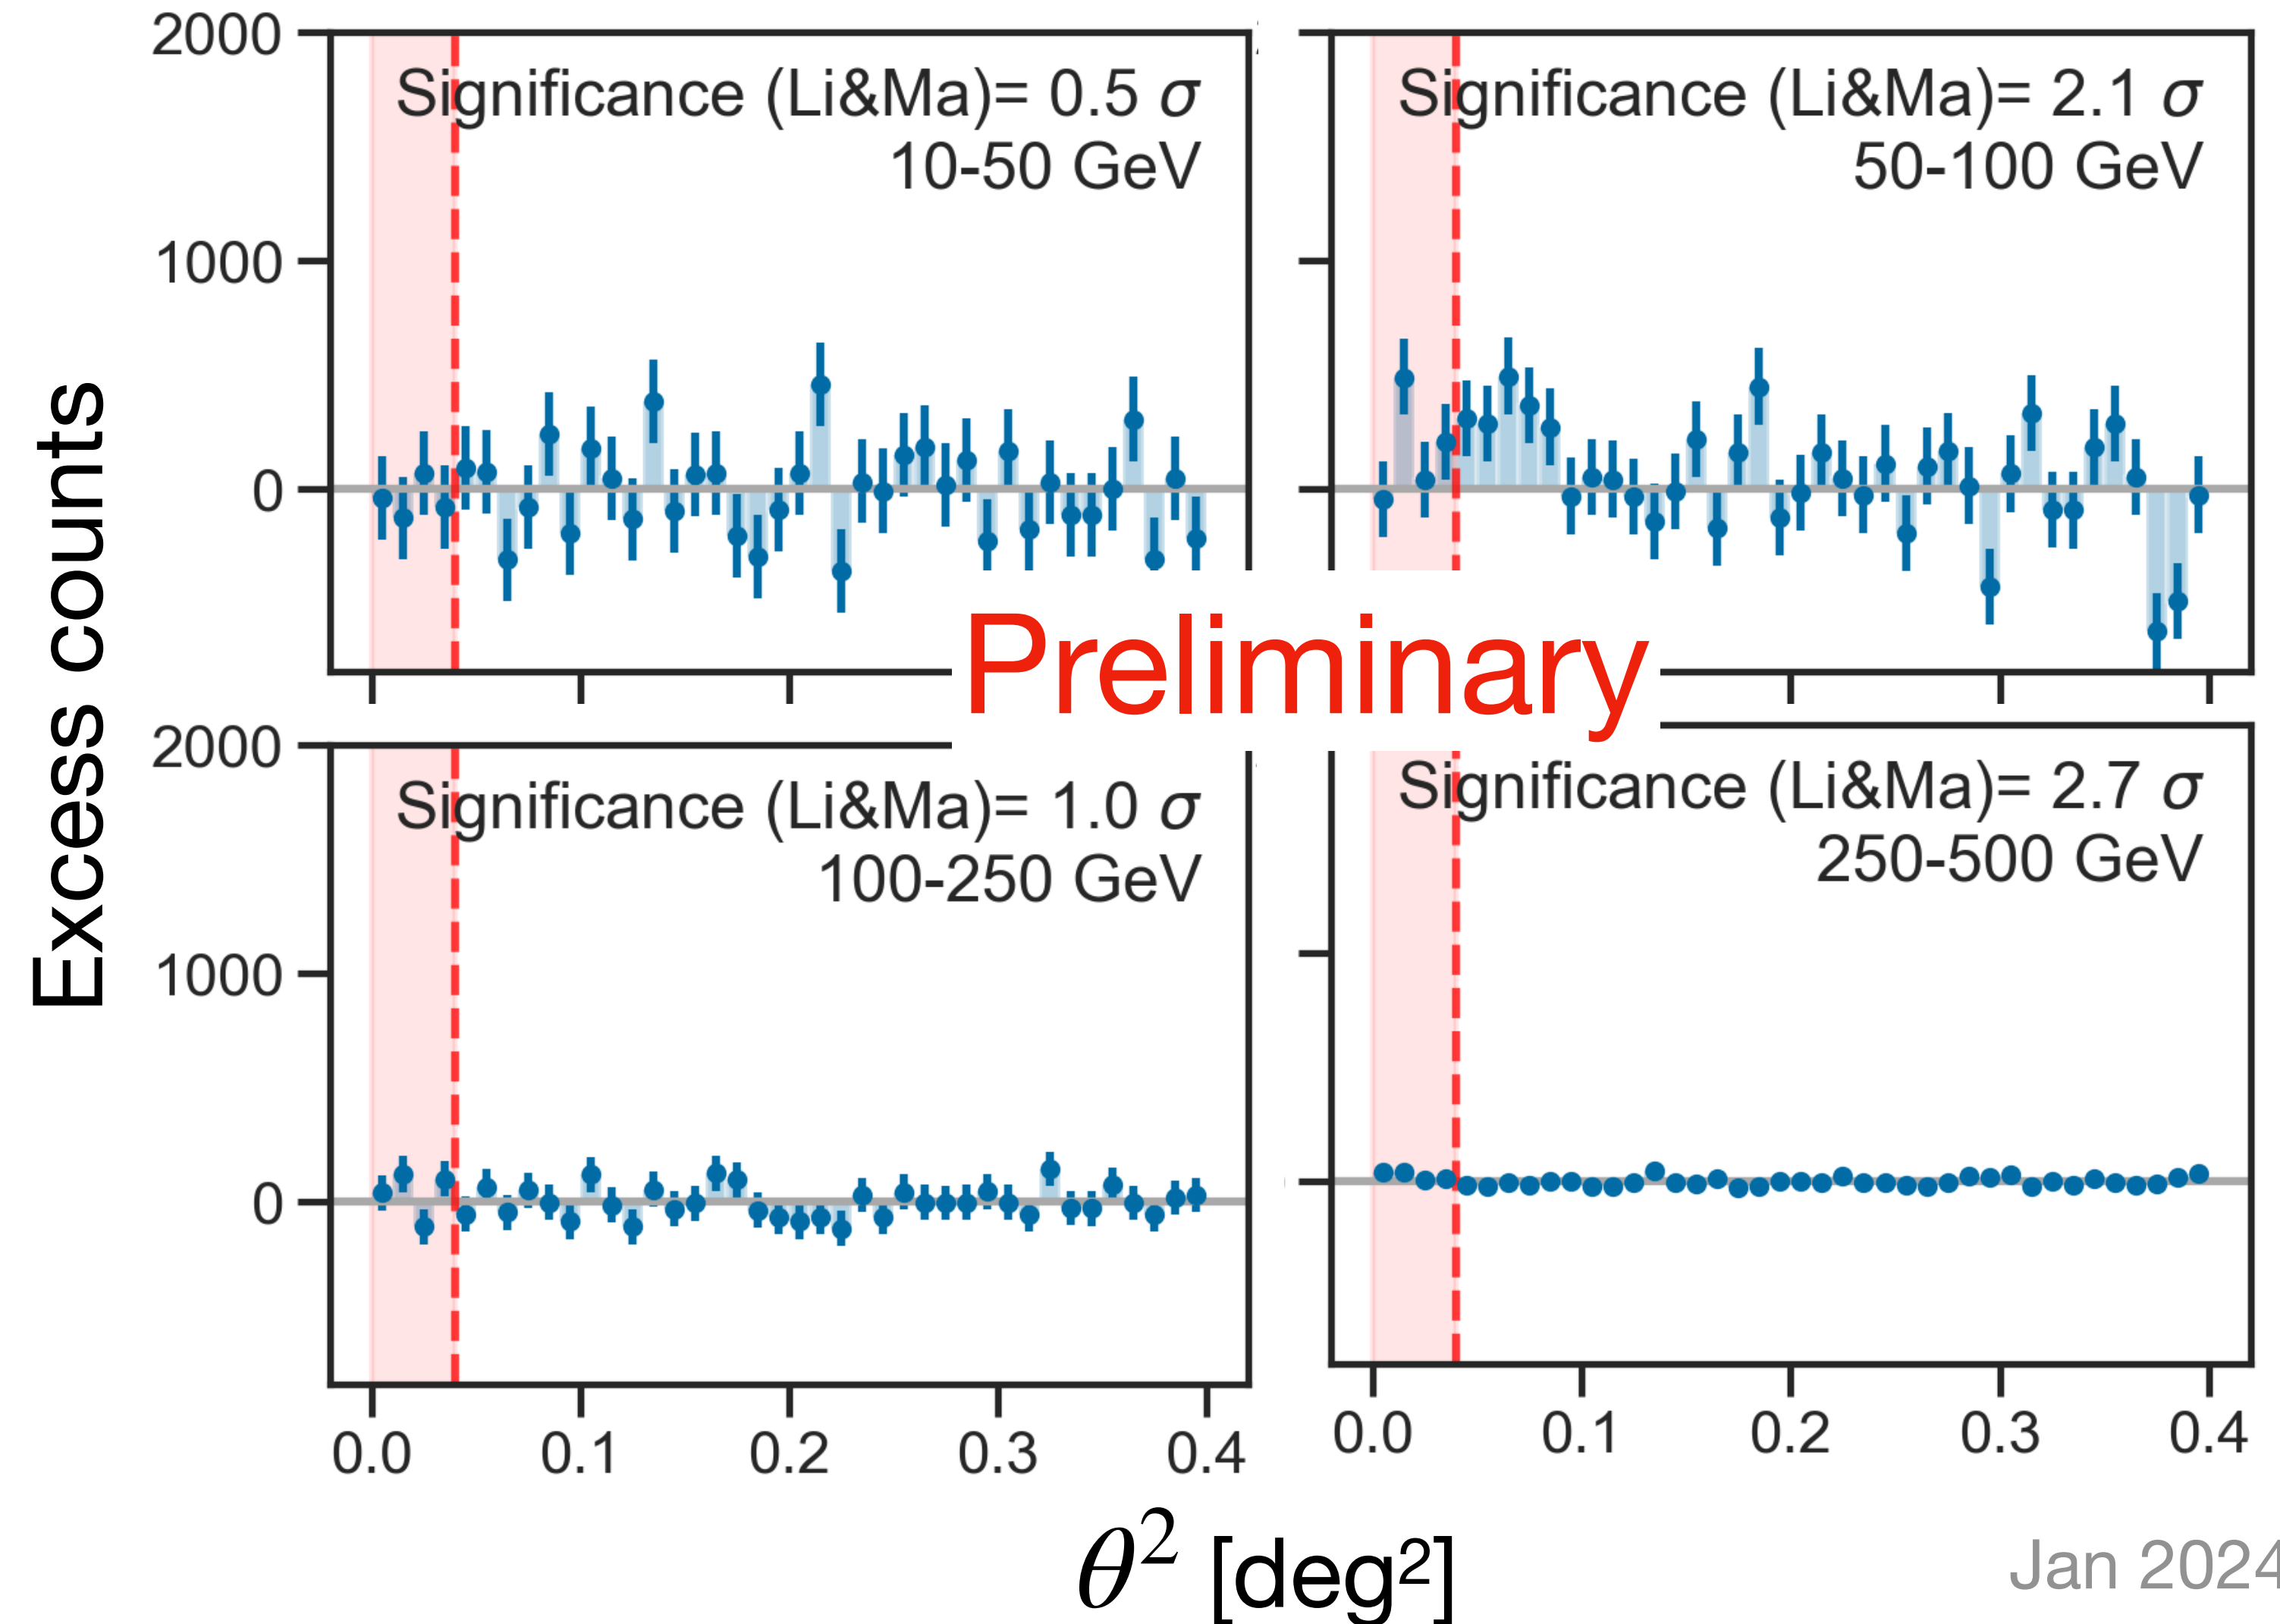 Excess counts
2000
1000
0
Significance (Li&Ma)= 0.5 σ
10-50 GeV
Significance (Li&Ma)= 2.1 σ
50-100 GeV
Preliminary
2000
1000
0
Significance (Li&Ma)= 1.0 σ
100-250 GeV
Significance (Li&Ma)= 2.7 σ
250-500 GeV
0.0 0.1 0.2 0.3 0.4
0.0 0.1 0.2 0.3 0.4
θ² [deg²]
Jan 2024